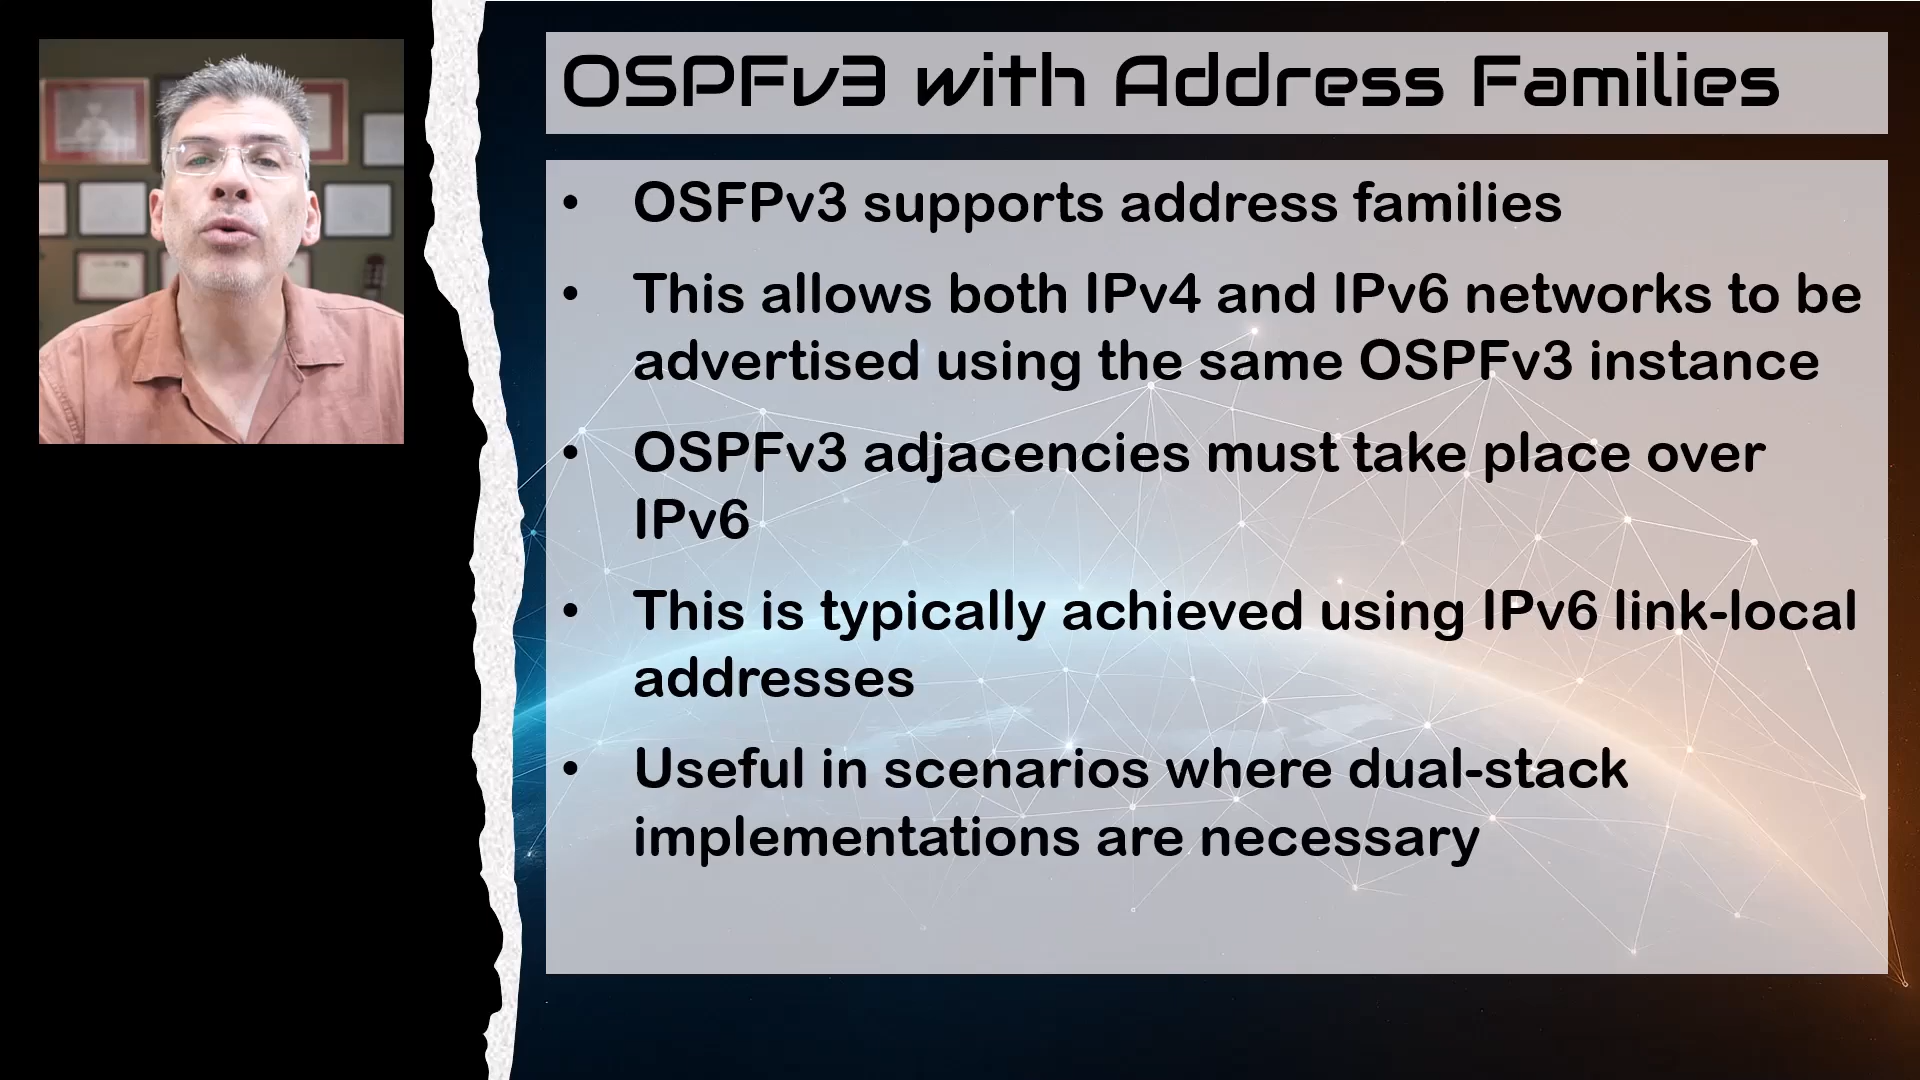 OSPFv3 with Address Families
• OSFPv3 supports address families
• This allows both IPv4 and IPv6 networks to be
advertised using the same OSPFv3 instance
• OSPFv3 adjacencies must take place over
IPv6
• This is typically achieved using IPv6 link-local
addresses
• Useful in scenarios where dual-stack
implementations are necessary